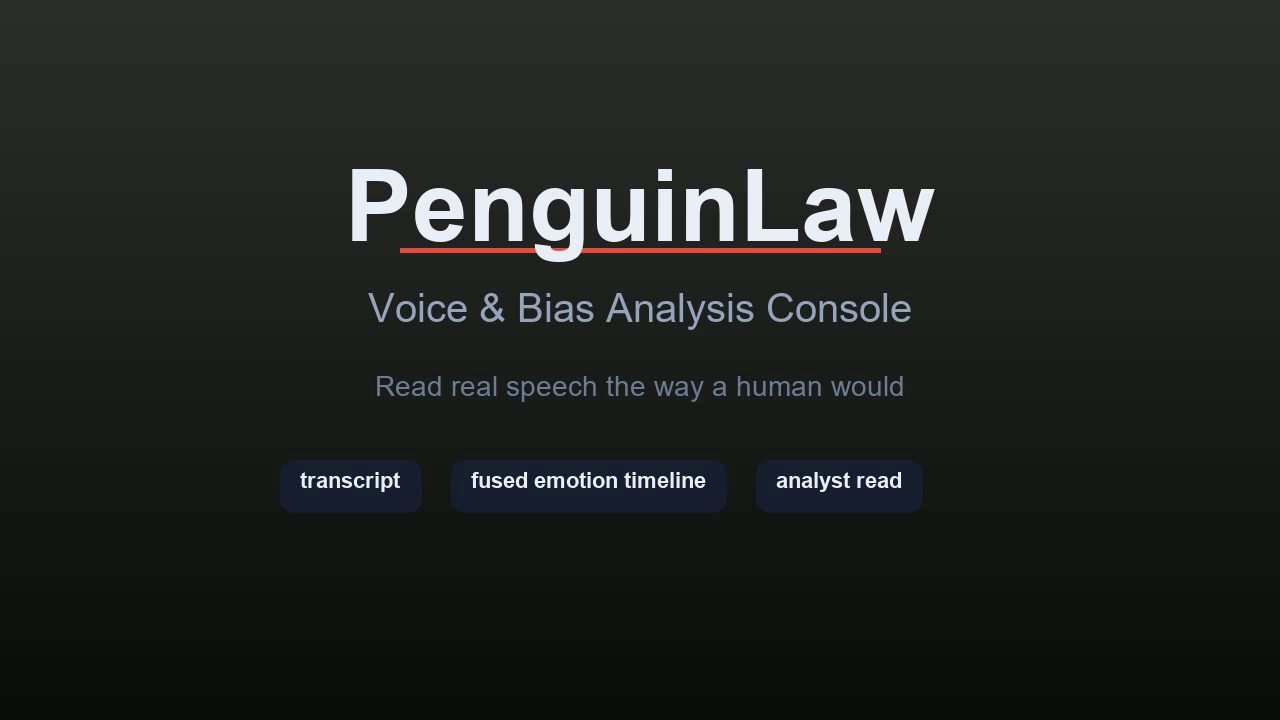 PenguinLaw
Voice & Bias Analysis Console
Read real speech the way a human would
transcript
fused emotion timeline
analyst read